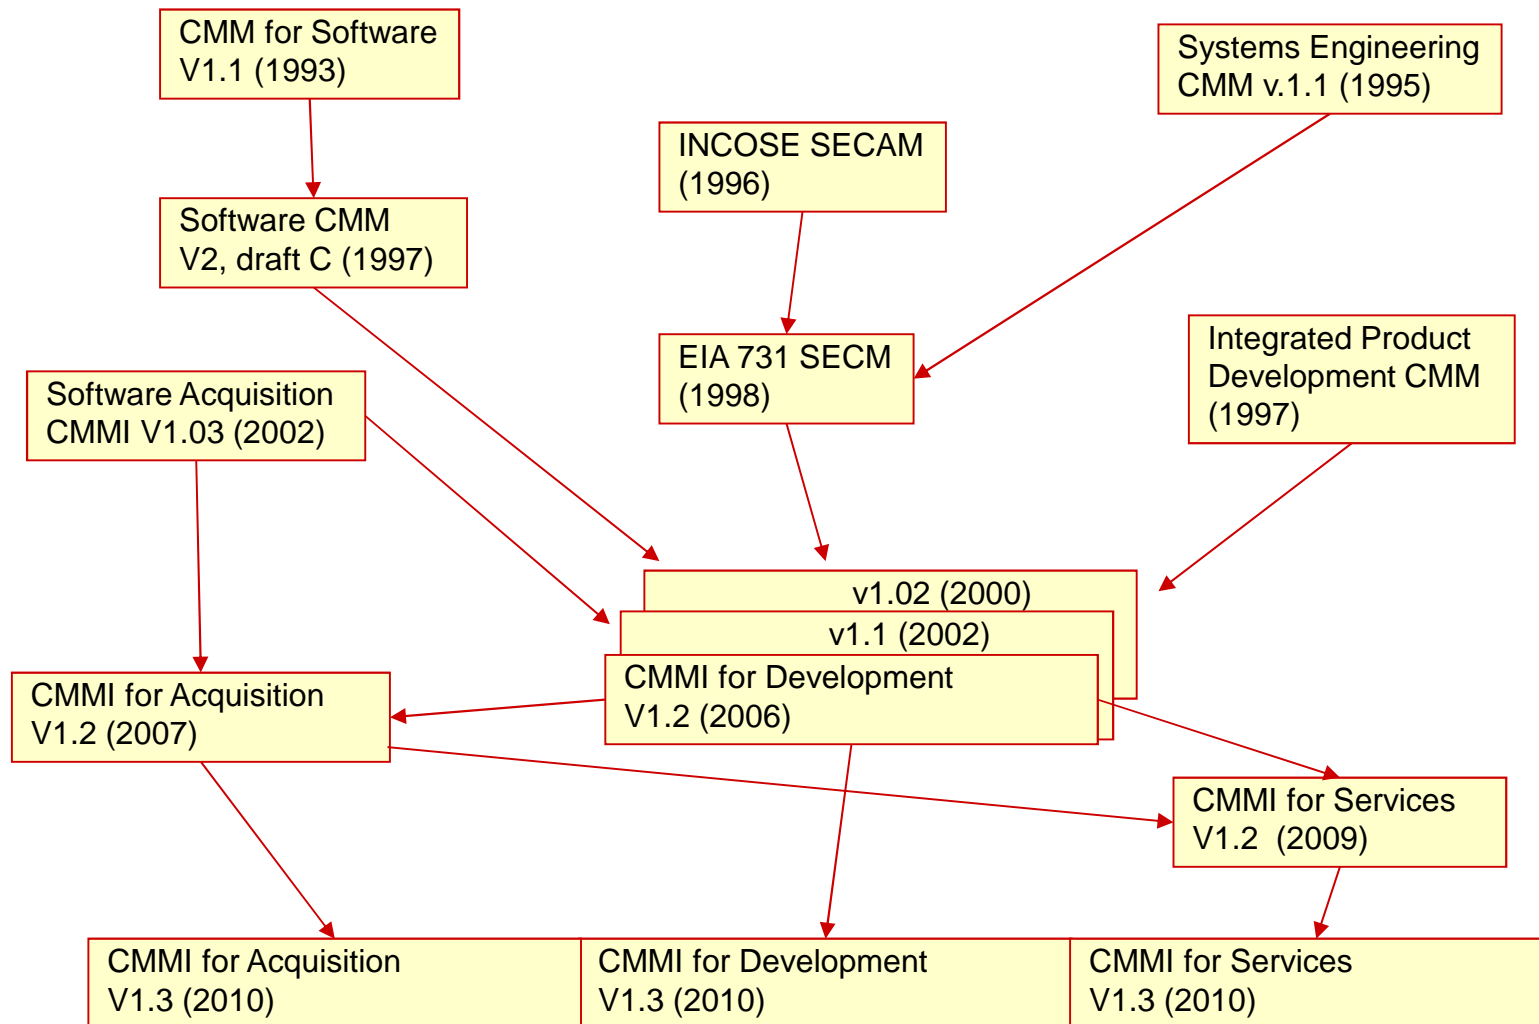 CMM for Software
V1.1 (1993)
Systems Engineering
CMM v.1.1 (1995)
INCOSE SECAM
(1996)
Software CMM
V2, draft C (1997)
Integrated Product
Development CMM
(1997)
EIA 731 SECM
(1998)
Software Acquisition
CMMI V1.03 (2002)
v1.02 (2000)
v1.1 (2002)
CMMI for Development
V1.2 (2006)
CMMI for Acquisition
V1.2 (2007)
CMMI for Services
V1.2 (2009)
CMMI for Acquisition
V1.3 (2010)
CMMI for Development
V1.3 (2010)
CMMI for Services
V1.3 (2010)